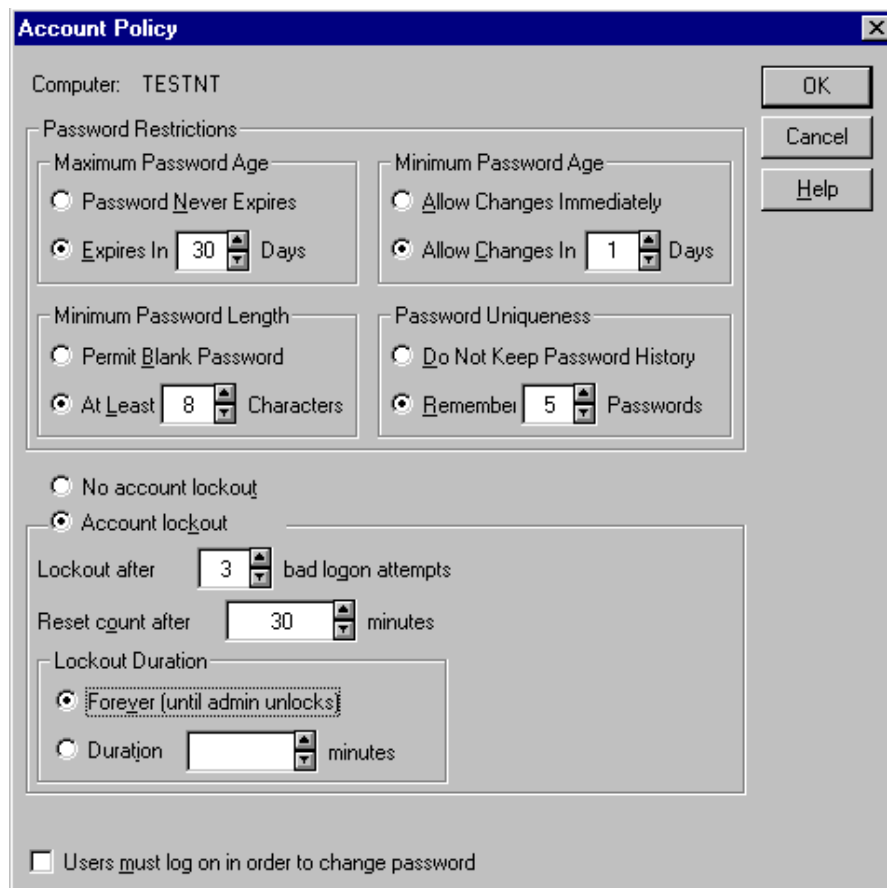 Account Policy
Computer: TESTNT
OK
Cancel
Help
Password Restrictions
Maximum Password Age
Password Never Expires
Expires In 30 Days
Minimum Password Age
Allow Changes Immediately
Allow Changes In 1 Days
Minimum Password Length
Permit Blank Password
At Least 8 Characters
Password Uniqueness
Do Not Keep Password History
Remember 5 Passwords
No account lockout
Account lockout
Lockout after 3 bad logon attempts
Reset count after 30 minutes
Lockout Duration
Forever (until admin unlocks)
Duration minutes
Users must log on in order to change password